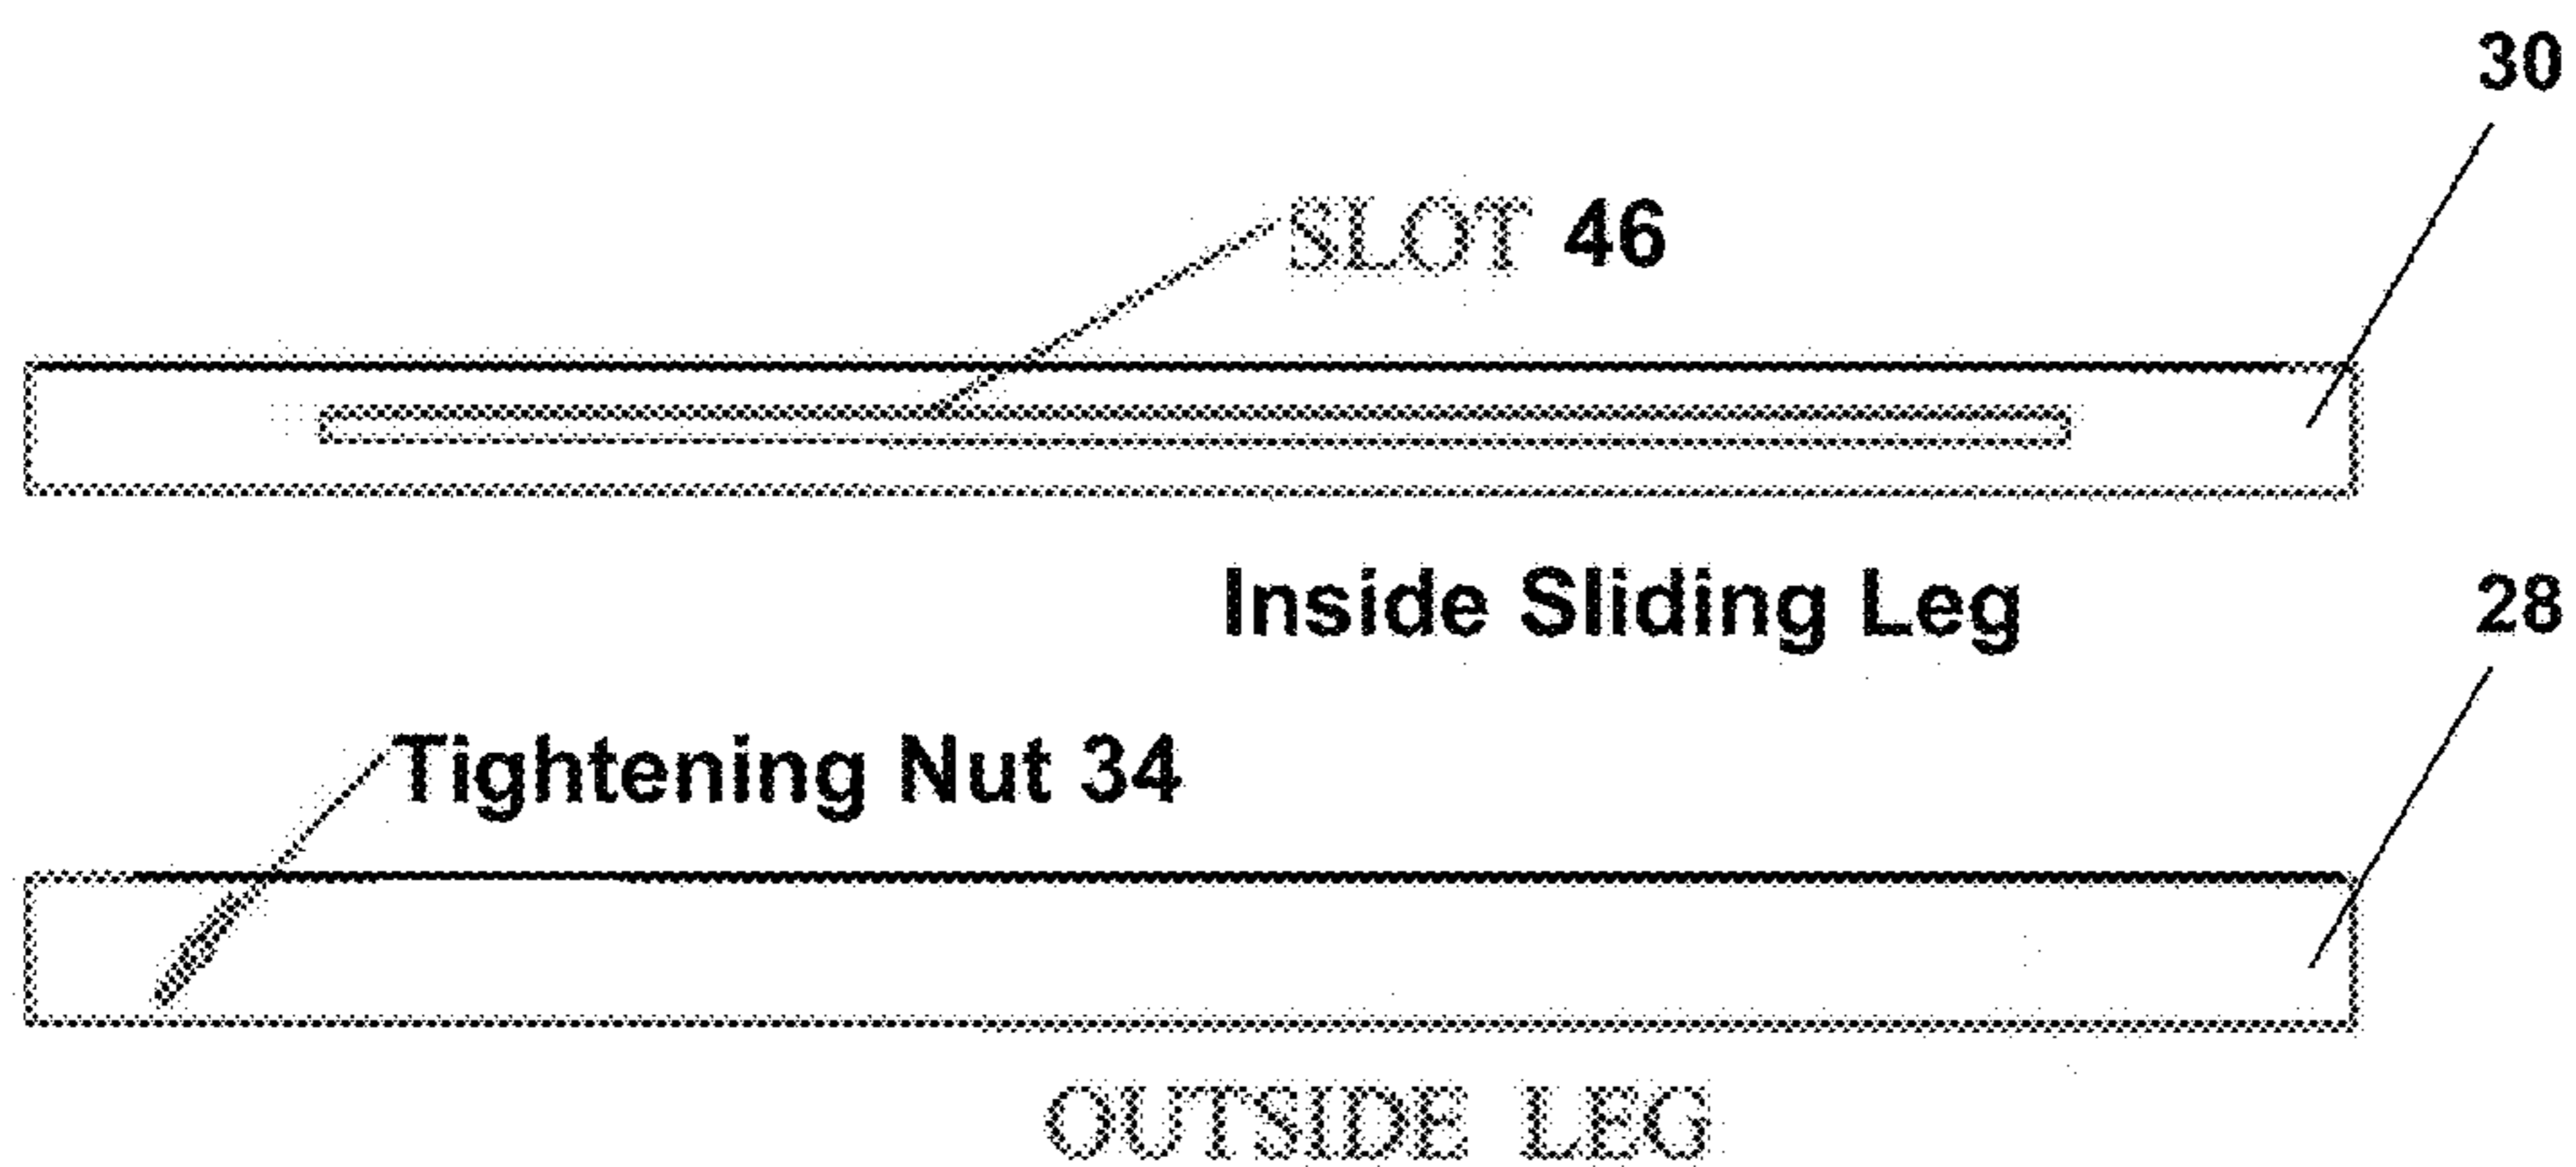 30
SLOT 46
Inside Sliding Leg
28
Tightening Nut 34
OUTSIDE LEG